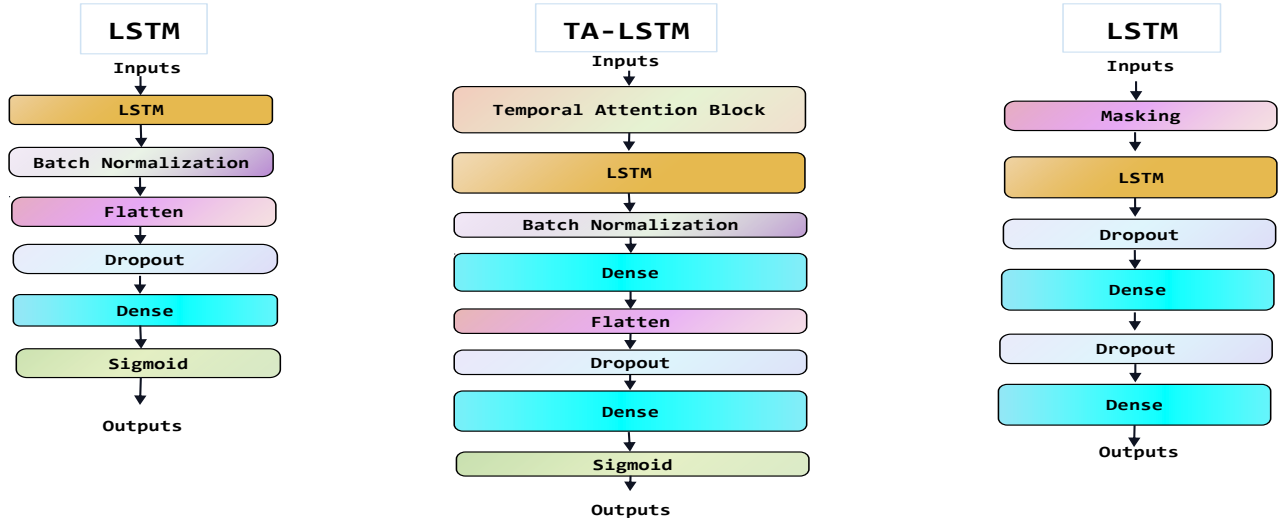 LSTM
Inputs
LSTM
Batch Normalization
Flatten
Dropout
Dense
Sigmoid
Outputs
TA-LSTM
Inputs
Temporal Attention Block
LSTM
Batch Normalization
Dense
Flatten
Dropout
Dense
Sigmoid
Outputs
LSTM
Inputs
Masking
LSTM
Dropout
Dense
Dropout
Dense
Outputs